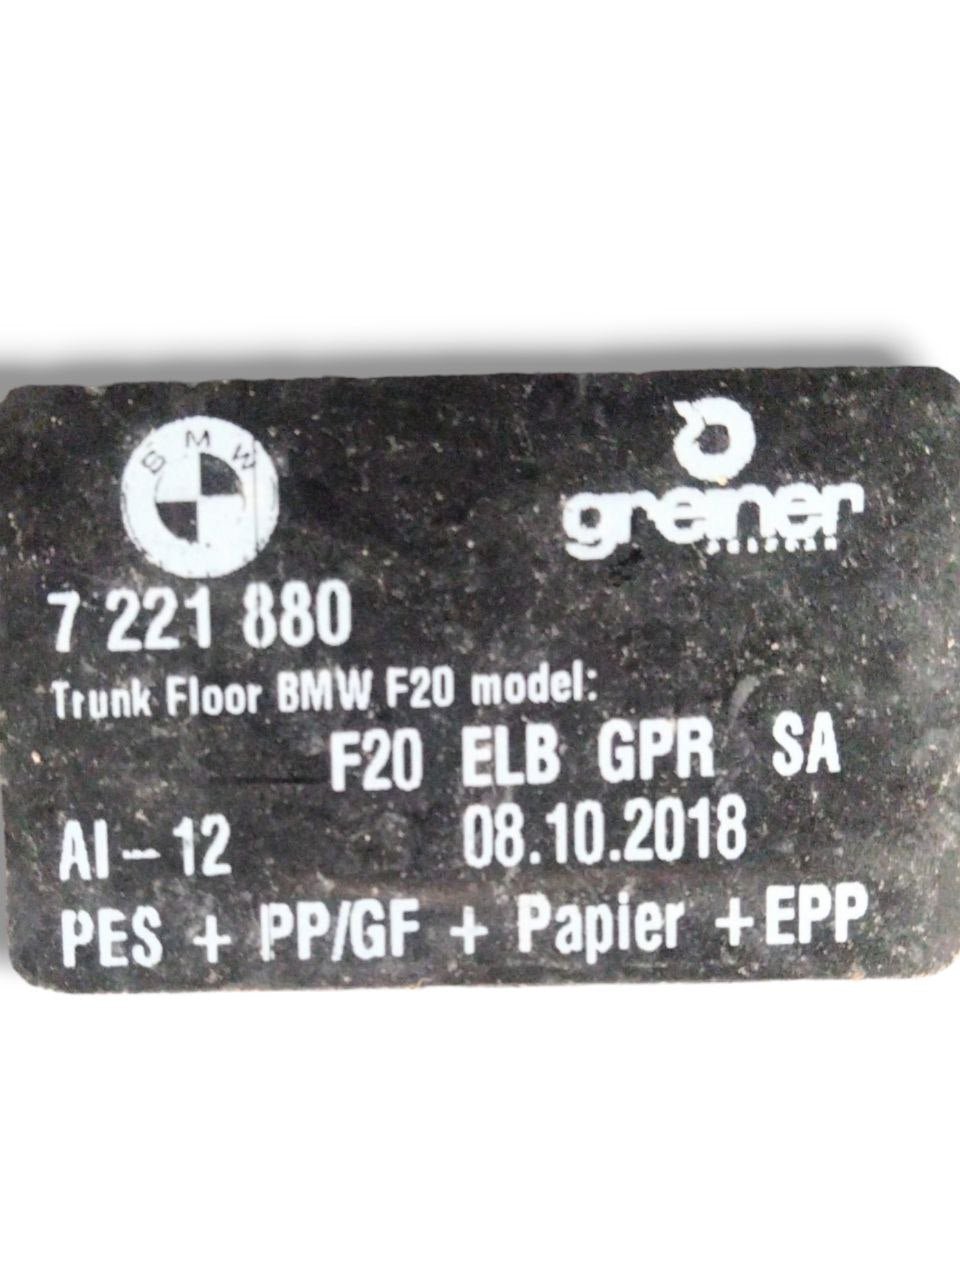 BMW
greiner
7 221 880
Trunk Floor BMW F20 model:
F20 ELB GPR SA
AI - 12 08.10.2018
PES + PP/GF + Papier + EPP